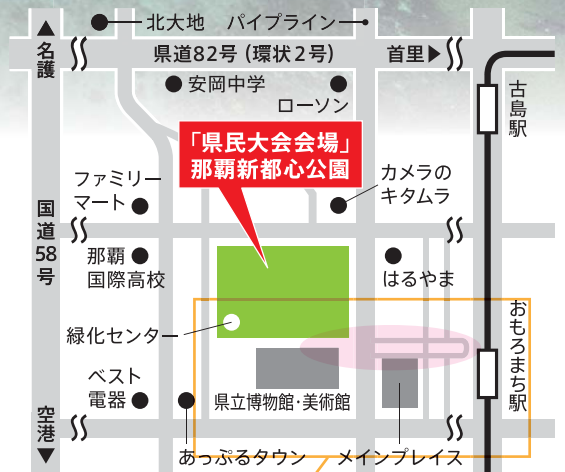 北大地 パイプライン
▲名護
県道82号(環状2号) 首里▶
安岡中学
ローソン
古島駅
「県民大会会場」
那覇新都心公園
ファミリー
マート
カメラの
キタムラ
国道58号
那覇
国際高校
はるやま
緑化センター
おもろまち駅
ベスト
電器
県立博物館・美術館
空港▼
あっぷるタウン メインプレイス